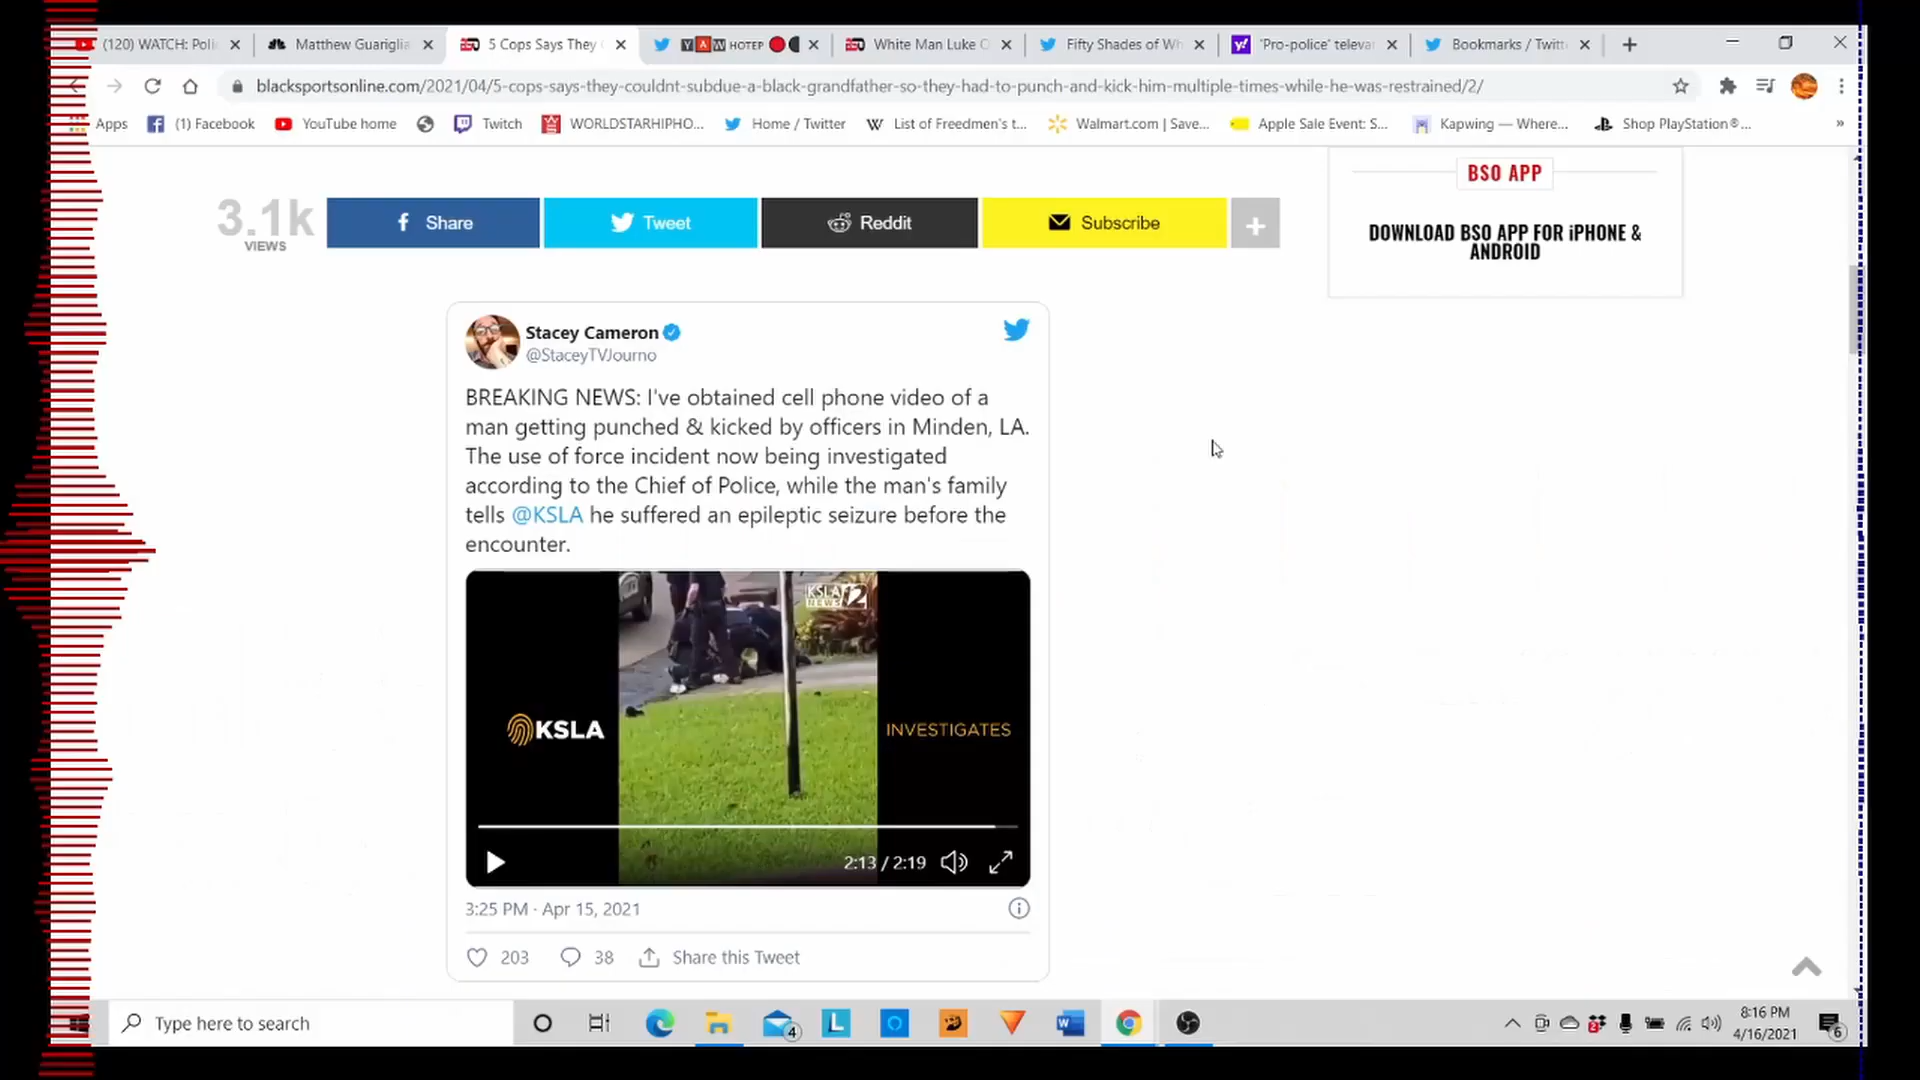 (120) WATCH: Poli
Matthew Guariglia
5 Cops Says They
YAW HOTEP
White Man Luke O
Fifty Shades of Wh
"Pro-police" televa
Bookmarks / Twitt
blacksportsonline.com/2021/04/5-cops-says-they-couldnt-subdue-a-black-grandfather-so-they-had-to-punch-and-kick-him-multiple-times-while-he-was-restrained/2/
Apps
(1) Facebook
YouTube home
Twitch
WORLDSTARHIPHO...
Home / Twitter
List of Freedmen's t...
Walmart.com | Save...
Apple Sale Event: S...
Kapwing — Where...
Shop PlayStation®...
»
3.1k
VIEWS
Share
Tweet
Reddit
Subscribe
BSO APP
DOWNLOAD BSO APP FOR iPHONE &
ANDROID
Stacey Cameron
@StaceyTVJourno
BREAKING NEWS: I've obtained cell phone video of a
man getting punched & kicked by officers in Minden, LA.
The use of force incident now being investigated
according to the Chief of Police, while the man's family
tells @KSLA he suffered an epileptic seizure before the
encounter.
KSLA
NEWS 12
KSLA
INVESTIGATES
2:13 / 2:19
3:25 PM · Apr 15, 2021
203
38
Share this Tweet
Type here to search
4
8:16 PM
4/16/2021
6